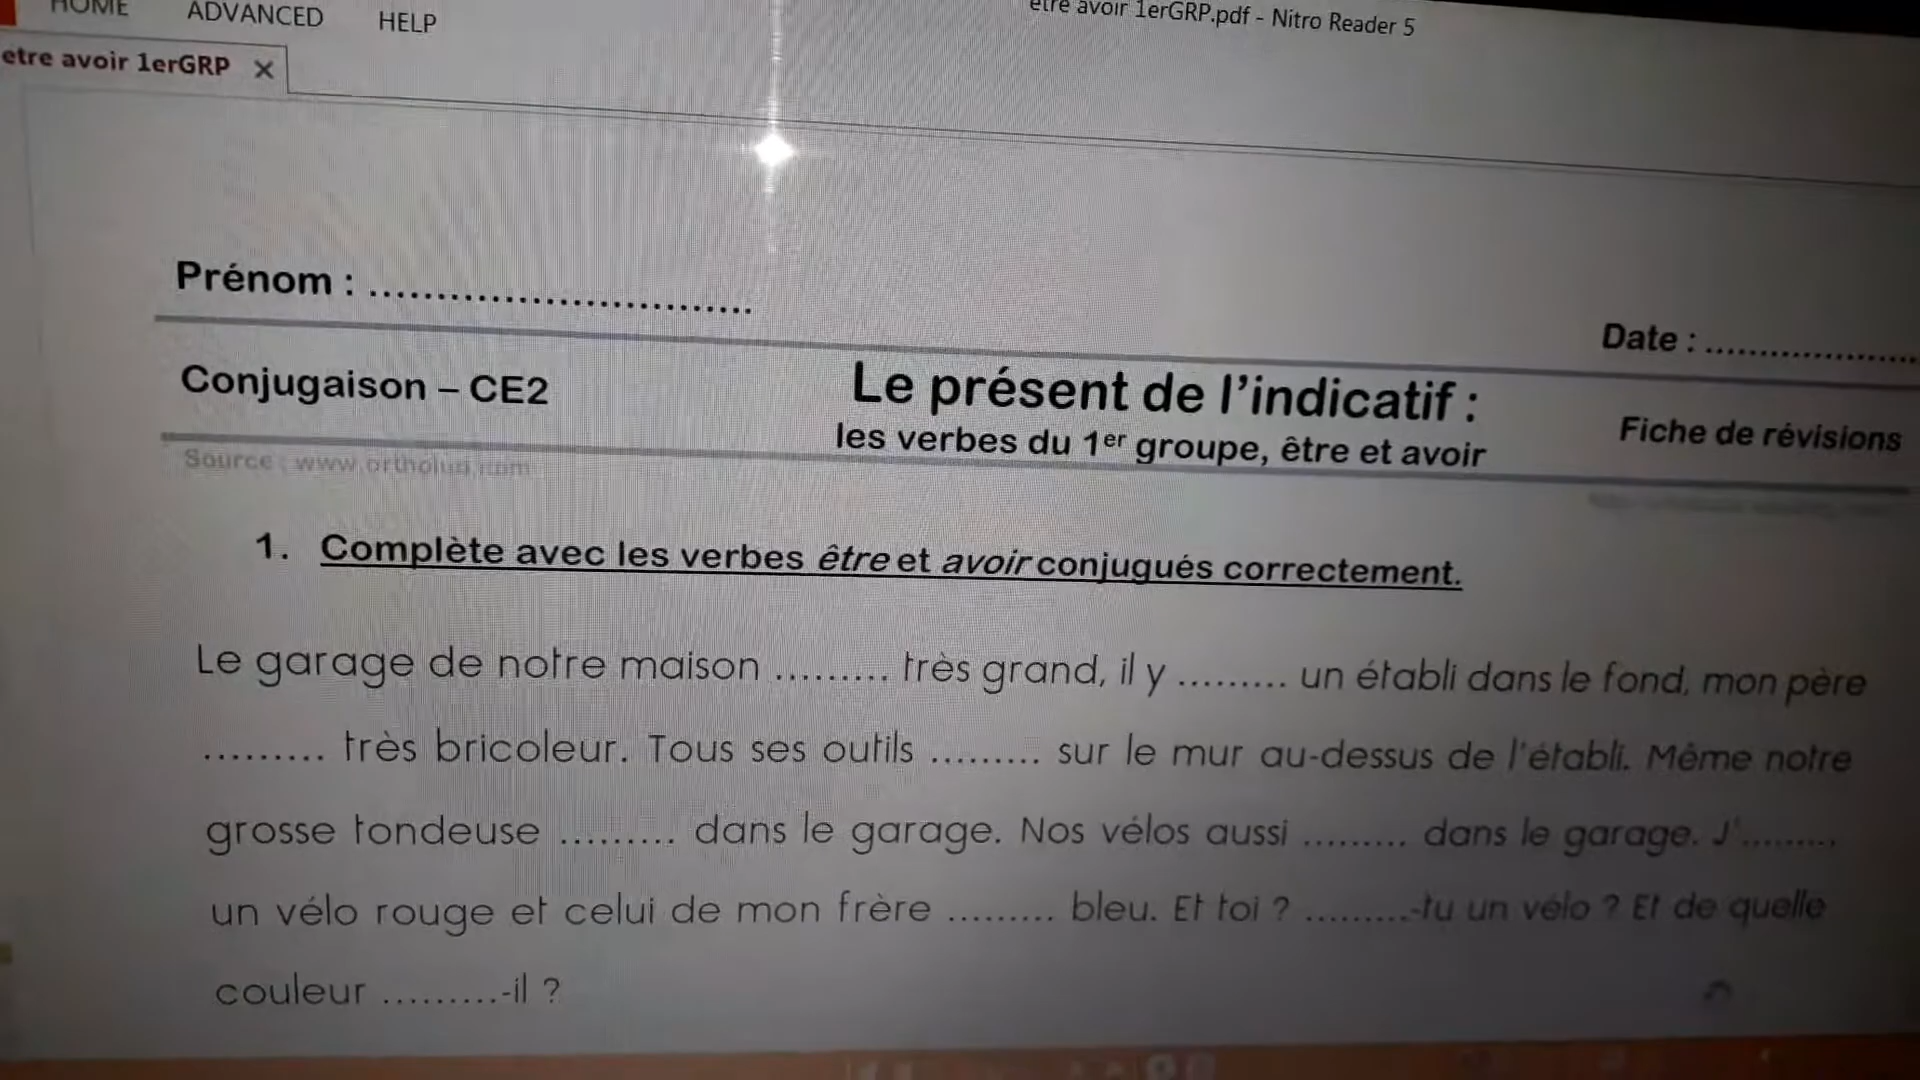 HOME ADVANCED HELP
etre avoir 1erGRP.pdf - Nitro Reader 5
etre avoir 1erGRP ×
Prénom : ............................
Date : ....................
Conjugaison – CE2
Le présent de l'indicatif :
les verbes du 1er groupe, être et avoir
Fiche de révisions
Source : www.ortholud.com
1. Complète avec les verbes être et avoir conjugués correctement.
Le garage de notre maison ......... très grand, il y ......... un établi dans le fond, mon père
......... très bricoleur. Tous ses outils ......... sur le mur au-dessus de l'établi. Même notre
grosse tondeuse ......... dans le garage. Nos vélos aussi ......... dans le garage. J'.........
un vélo rouge et celui de mon frère ......... bleu. Et toi ? .........-tu un vélo ? Et de quelle
couleur .........-il ?